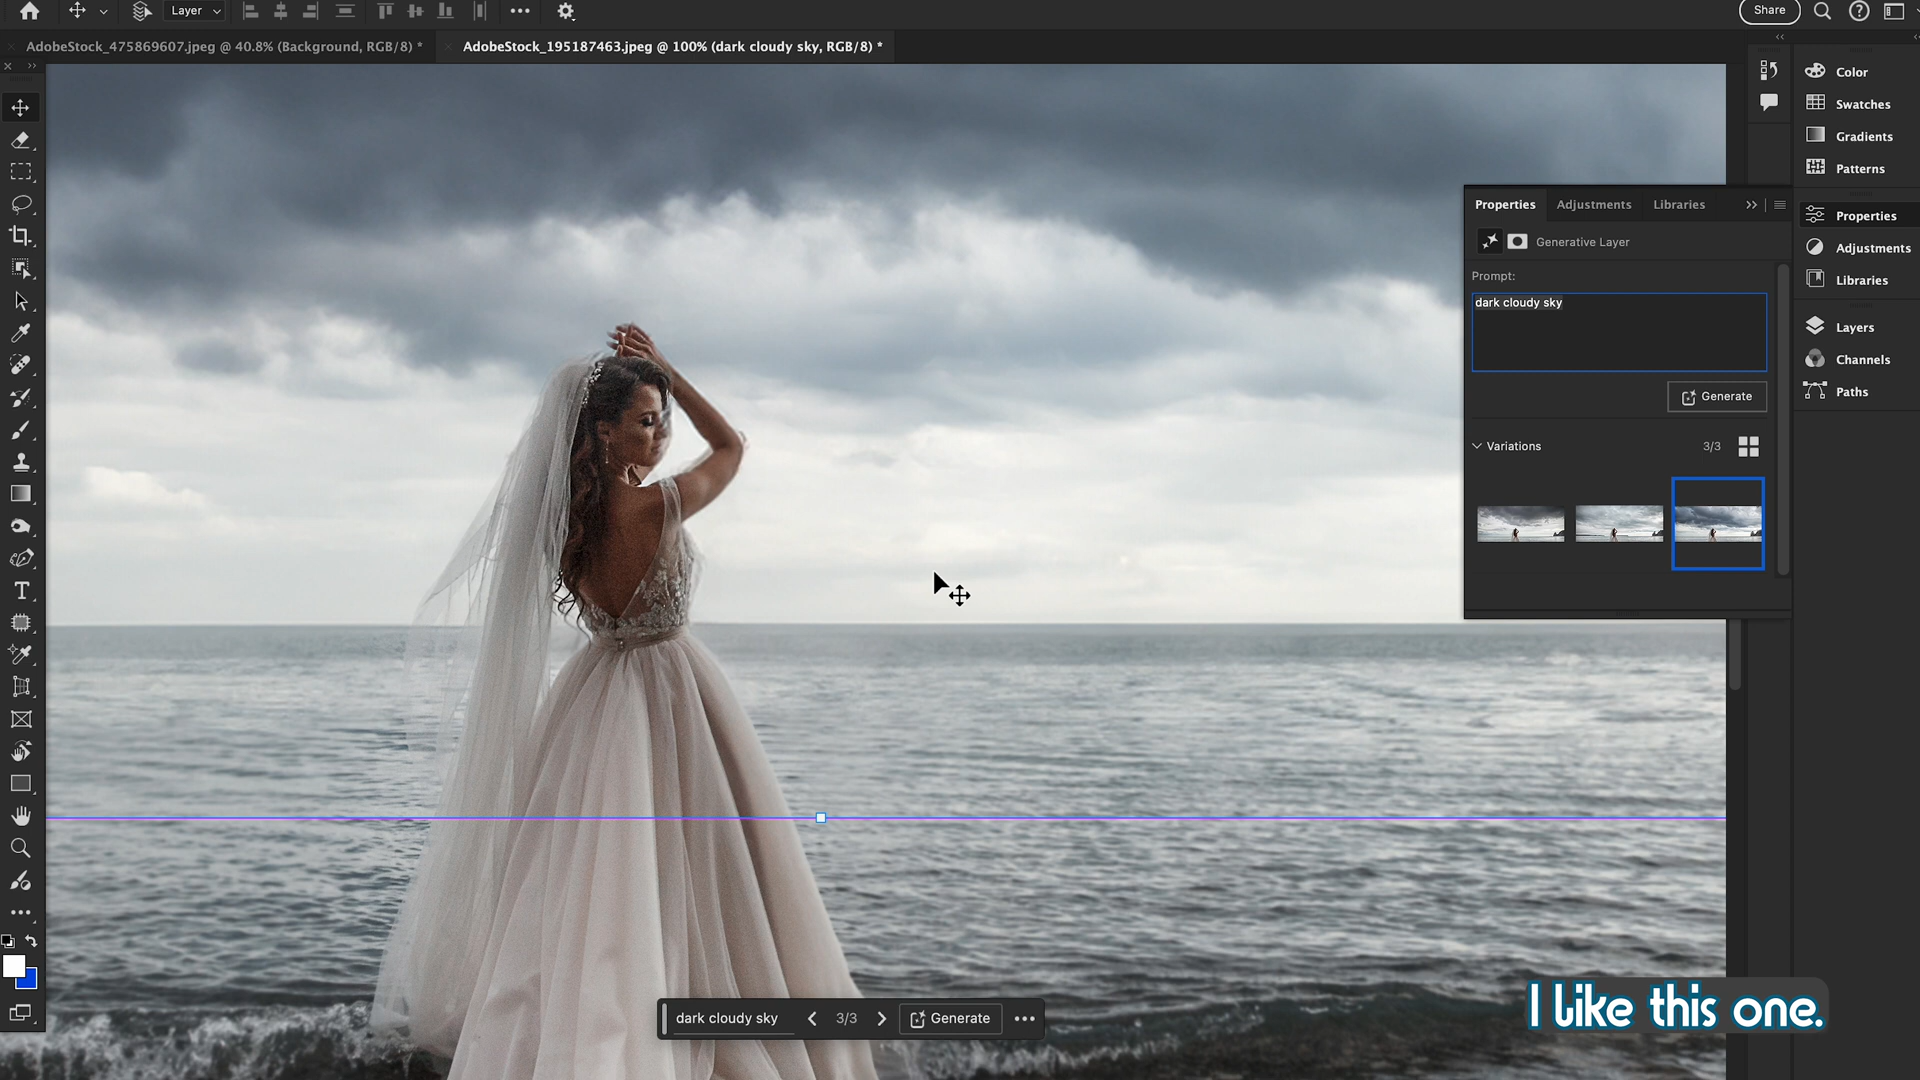 Layer
Share
AdobeStock_475869607.jpeg @ 40.8% (Background, RGB/8) *
AdobeStock_195187463.jpeg @ 100% (dark cloudy sky, RGB/8) *
Color
Swatches
Gradients
Patterns
Properties
Adjustments
Libraries
Layers
Channels
Paths
Properties
Adjustments
Libraries
Generative Layer
Prompt:
dark cloudy sky
Generate
Variations
3/3
dark cloudy sky
3/3
Generate
I like this one.